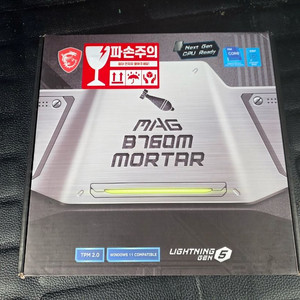 파손주의
Next Gen
CPU Ready
MAG
B760M
MORTAR
TPM 2.0
WINDOWS 11 COMPATIBLE
LIGHTNING
GEN 5